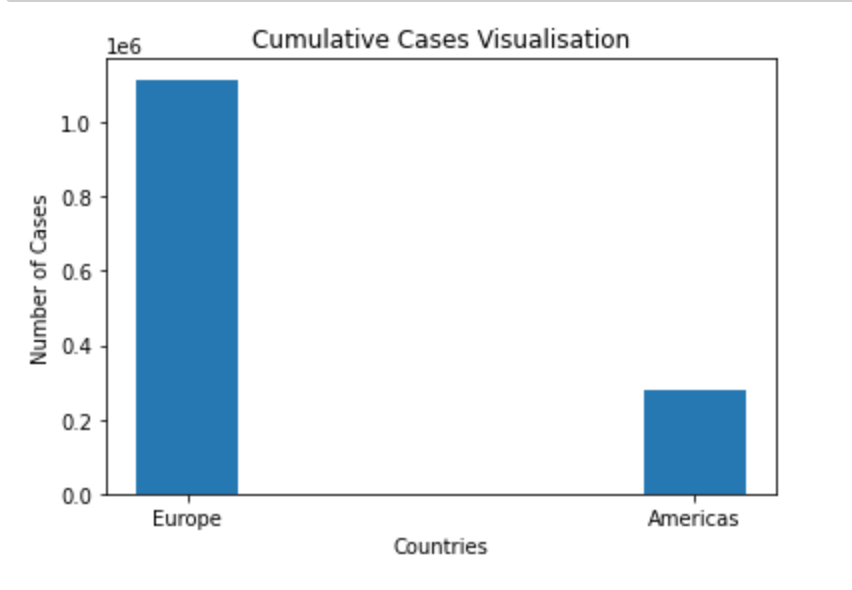 Cumulative Cases Visualisation
1e6
1.0
0.8
0.6
0.4
0.2
0.0
Number of Cases
Europe Americas
Countries